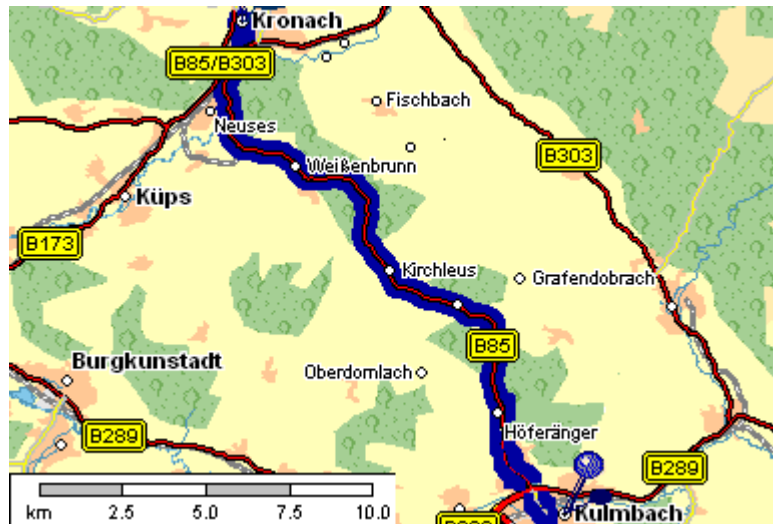 Kronach
B85/B303
Fischbach
Neuses
B303
Weißenbrunn
Küps
B173
Kirchleus
Grafendobrach
B85
Burgkunstadt
Oberdornlach
Höferänger
B289
B289
km 2.5 5.0 7.5 10.0
Kulmbach